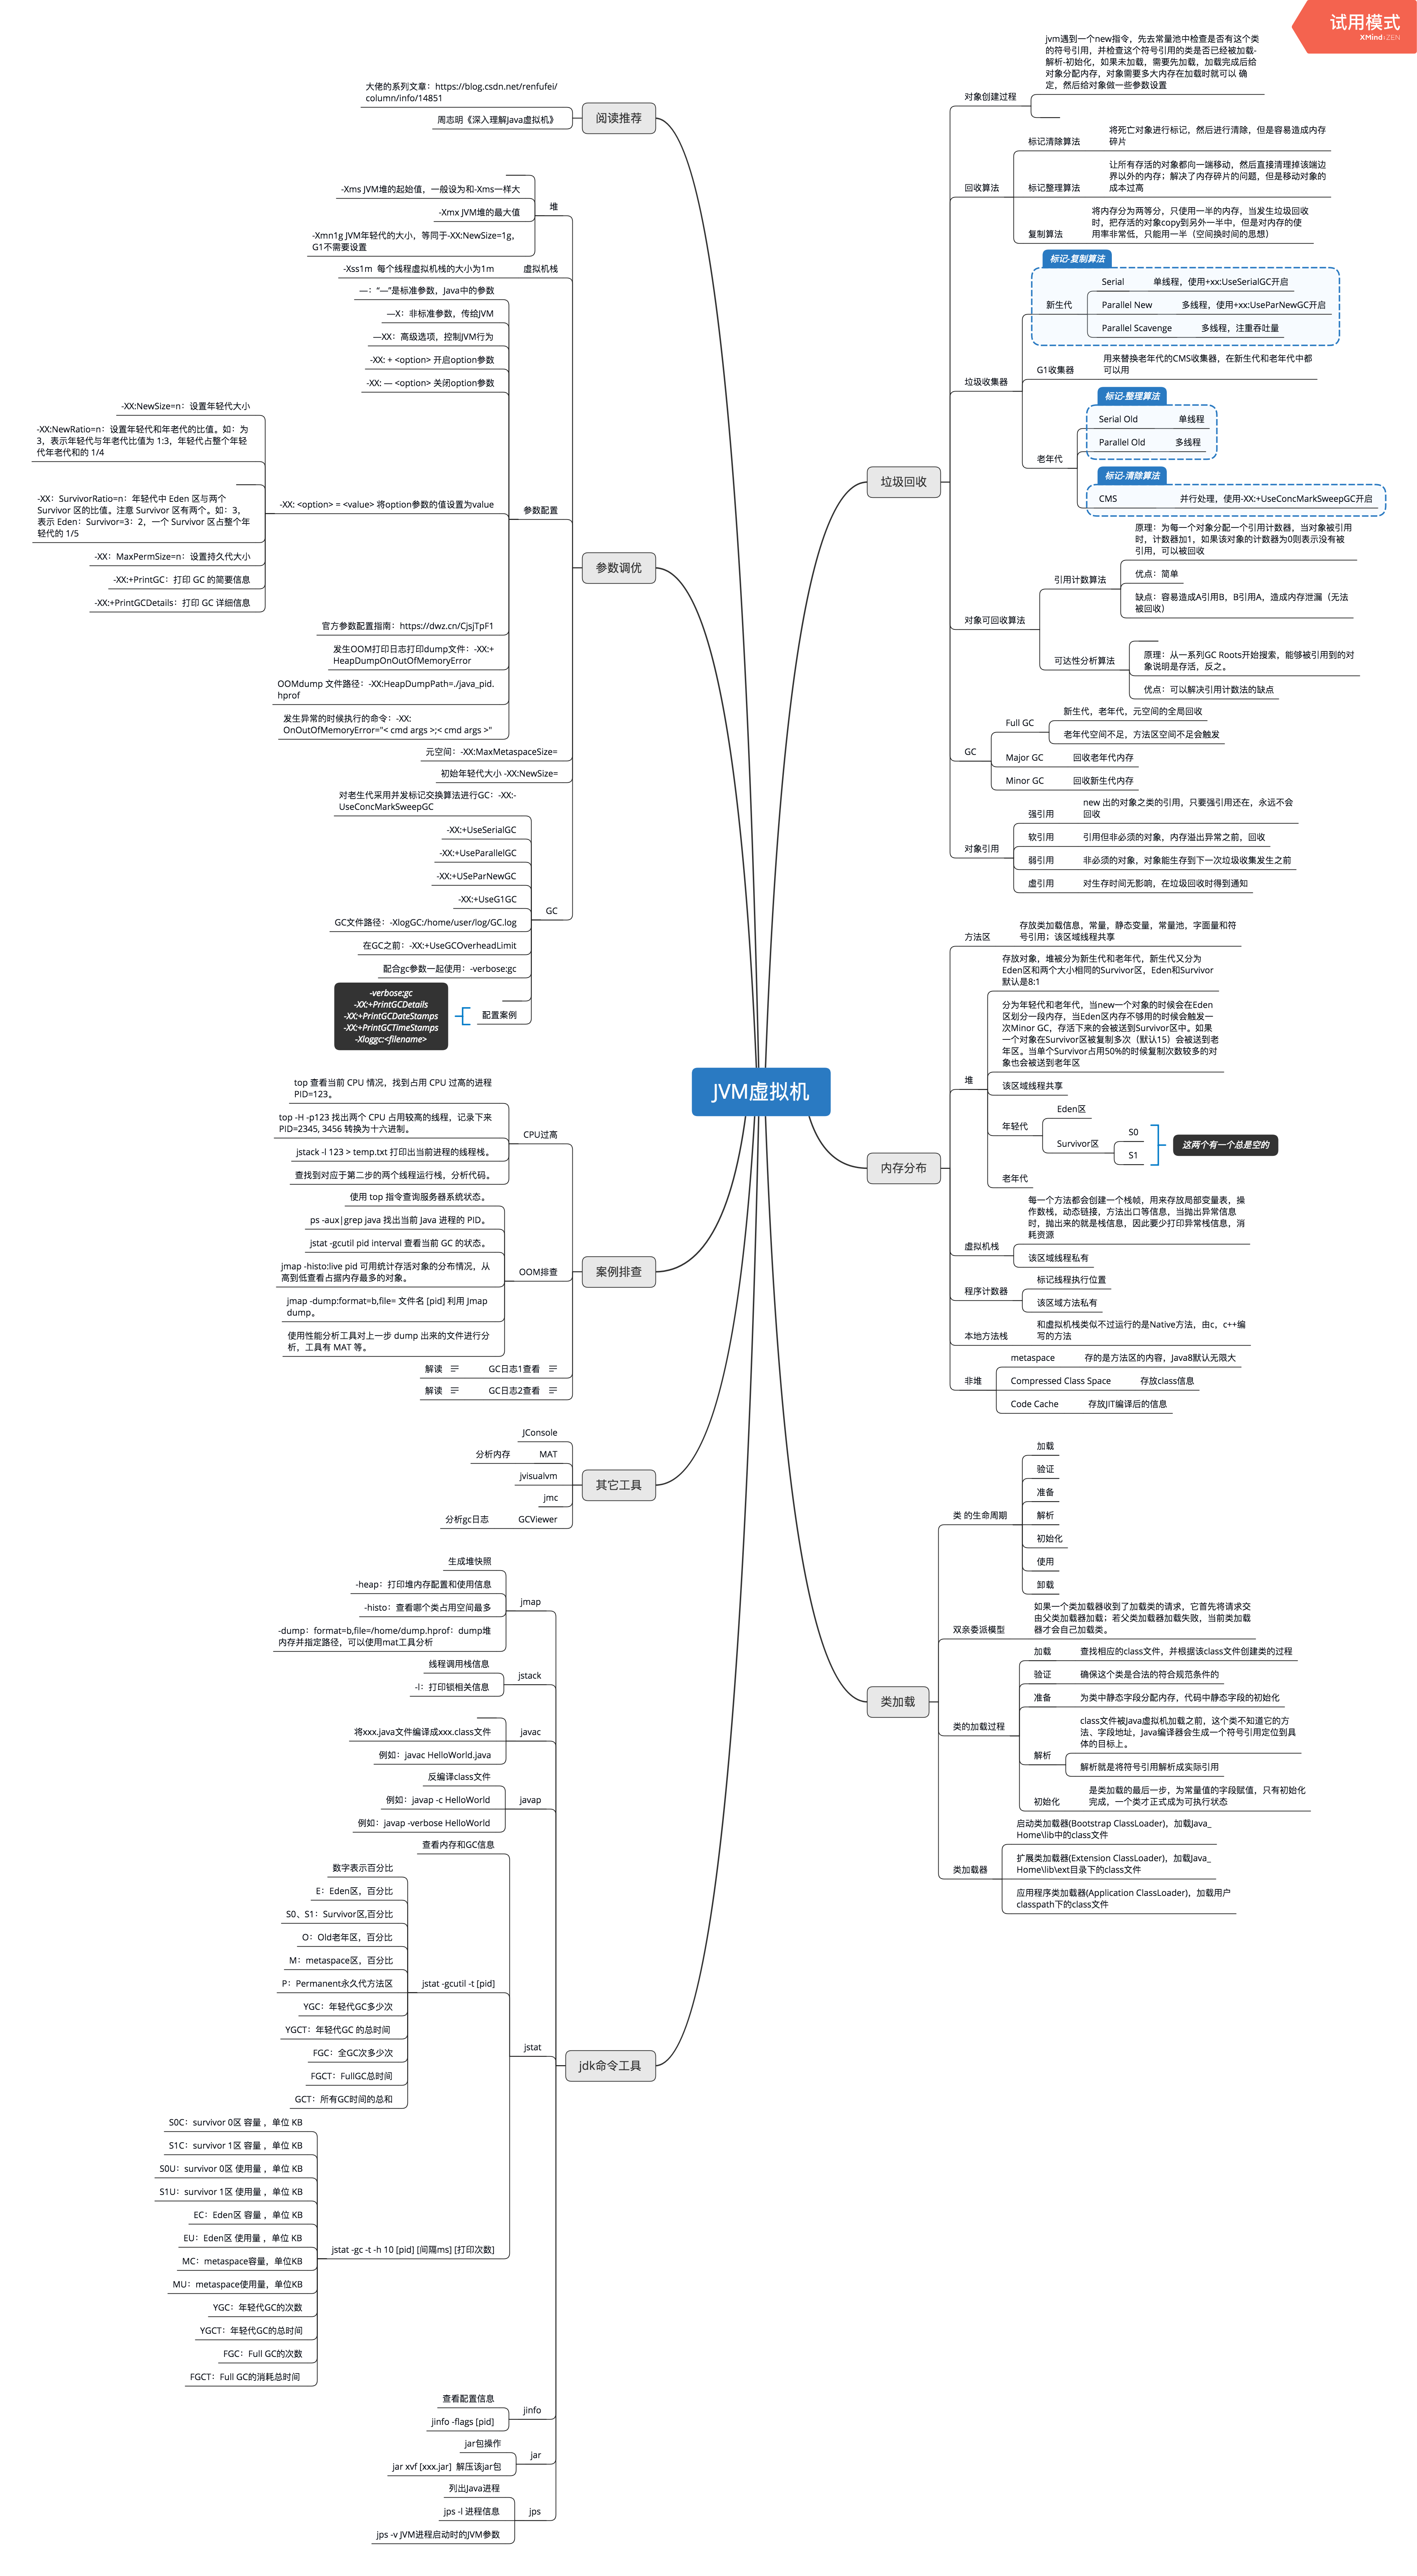 试用模式
XMind:ZEN
JVM虚拟机
垃圾回收
对象创建过程
jvm遇到一个new指令，先去常量池中检查是否有这个类
的符号引用，并检查这个符号引用的类是否已经被加载-
解析-初始化，如果未加载，需要先加载，加载完成后给
对象分配内存，对象需要多大内存在加载时就可以 确
定，然后给对象做一些参数设置
回收算法
标记清除算法
将死亡对象进行标记，然后进行清除，但是容易造成内存
碎片
标记整理算法
让所有存活的对象都向一端移动，然后直接清理掉该端边
界以外的内存；解决了内存碎片的问题，但是移动对象的
成本过高
复制算法
将内存分为两等分，只使用一半的内存，当发生垃圾回收
时，把存活的对象copy到另外一半中，但是对内存的使
用率非常低，只能用一半（空间换时间的思想）
垃圾收集器
标记-复制算法
新生代
Serial
单线程，使用+xx:UseSerialGC开启
Parallel New
多线程，使用+xx:UseParNewGC开启
Parallel Scavenge
多线程，注重吞吐量
G1收集器
用来替换老年代的CMS收集器，在新生代和老年代中都
可以用
老年代
标记-整理算法
Serial Old
单线程
Parallel Old
多线程
标记-清除算法
CMS
并行处理，使用-XX:+UseConcMarkSweepGC开启
对象可回收算法
引用计数算法
原理：为每一个对象分配一个引用计数器，当对象被引用
时，计数器加1，如果该对象的计数器为0则表示没有被
引用，可以被回收
优点：简单
缺点：容易造成A引用B，B引用A，造成内存泄漏（无法
被回收）
可达性分析算法
原理：从一系列GC Roots开始搜索，能够被引用到的对
象说明是存活，反之。
优点：可以解决引用计数法的缺点
GC
Full GC
新生代，老年代，元空间的全局回收
老年代空间不足，方法区空间不足会触发
Major GC
回收老年代内存
Minor GC
回收新生代内存
对象引用
强引用
new 出的对象之类的引用，只要强引用还在，永远不会
回收
软引用
引用但非必须的对象，内存溢出异常之前，回收
弱引用
非必须的对象，对象能生存到下一次垃圾收集发生之前
虚引用
对生存时间无影响，在垃圾回收时得到通知
内存分布
方法区
存放类加载信息，常量，静态变量，常量池，字面量和符
号引用；该区域线程共享
堆
存放对象，堆被分为新生代和老年代，新生代又分为
Eden区和两个大小相同的Survivor区，Eden和Survivor
默认是8:1
分为年轻代和老年代，当new一个对象的时候会在Eden
区划分一段内存，当Eden区内存不够用的时候会触发一
次Minor GC，存活下来的会被送到Survivor区中。如果
一个对象在Survivor区被复制多次（默认15）会被送到老
年区。当单个Survivor占用50%的时候复制次数较多的对
象也会被送到老年区
该区域线程共享
年轻代
Eden区
Survivor区
S0
S1
这两个有一个总是空的
老年代
虚拟机栈
每一个方法都会创建一个栈帧，用来存放局部变量表，操
作数栈，动态链接，方法出口等信息，当抛出异常信息
时，抛出来的就是栈信息，因此要少打印异常栈信息，消
耗资源
该区域线程私有
程序计数器
标记线程执行位置
该区域方法私有
本地方法栈
和虚拟机栈类似不过运行的是Native方法，由c，c++编
写的方法
非堆
metaspace
存的是方法区的内容，Java8默认无限大
Compressed Class Space
存放class信息
Code Cache
存放JIT编译后的信息
类加载
类 的生命周期
加载
验证
准备
解析
初始化
使用
卸载
双亲委派模型
如果一个类加载器收到了加载类的请求，它首先将请求交
由父类加载器加载；若父类加载器加载失败，当前类加载
器才会自己加载类。
类的加载过程
加载
查找相应的class文件，并根据该class文件创建类的过程
验证
确保这个类是合法的符合规范条件的
准备
为类中静态字段分配内存，代码中静态字段的初始化
解析
class文件被Java虚拟机加载之前，这个类不知道它的方
法、字段地址，Java编译器会生成一个符号引用定位到具
体的目标上。
解析就是将符号引用解析成实际引用
初始化
是类加载的最后一步，为常量值的字段赋值，只有初始化
完成，一个类才正式成为可执行状态
类加载器
启动类加载器(Bootstrap ClassLoader)，加载Java_
Home\lib中的class文件
扩展类加载器(Extension ClassLoader)，加载Java_
Home\lib\ext目录下的class文件
应用程序类加载器(Application ClassLoader)，加载用户
classpath下的class文件
阅读推荐
大佬的系列文章：https://blog.csdn.net/renfufei/
column/info/14851
周志明《深入理解Java虚拟机》
参数调优
堆
-Xms JVM堆的起始值，一般设为和-Xms一样大
-Xmx JVM堆的最大值
-Xmn1g JVM年轻代的大小，等同于-XX:NewSize=1g，
G1不需要设置
虚拟机栈
-Xss1m  每个线程虚拟机栈的大小为1m
参数配置
—：“—”是标准参数，Java中的参数
—X：非标准参数，传给JVM
—XX：高级选项，控制JVM行为
-XX: + <option> 开启option参数
-XX: — <option> 关闭option参数
-XX: <option> = <value> 将option参数的值设置为value
-XX:NewSize=n：设置年轻代大小
-XX:NewRatio=n：设置年轻代和年老代的比值。如：为
3，表示年轻代与年老代比值为 1:3，年轻代占整个年轻
代年老代和的 1/4
-XX：SurvivorRatio=n：年轻代中 Eden 区与两个
Survivor 区的比值。注意 Survivor 区有两个。如：3，
表示 Eden：Survivor=3：2，一个 Survivor 区占整个年
轻代的 1/5
-XX：MaxPermSize=n：设置持久代大小
-XX:+PrintGC：打印 GC 的简要信息
-XX:+PrintGCDetails：打印 GC 详细信息
官方参数配置指南：https://dwz.cn/CjsjTpF1
发生OOM打印日志打印dump文件：-XX:+
HeapDumpOnOutOfMemoryError
OOMdump 文件路径：-XX:HeapDumpPath=./java_pid.
hprof
发生异常的时候执行的命令：-XX:
OnOutOfMemoryError="< cmd args >;< cmd args >"
元空间：-XX:MaxMetaspaceSize=
初始年轻代大小 -XX:NewSize=
GC
对老生代采用并发标记交换算法进行GC：-XX:-
UseConcMarkSweepGC
-XX:+UseSerialGC
-XX:+UseParallelGC
-XX:+USeParNewGC
-XX:+UseG1GC
GC文件路径：-XlogGC:/home/user/log/GC.log
在GC之前：-XX:+UseGCOverheadLimit
配合gc参数一起使用：-verbose:gc
配置案例
-verbose:gc
-XX:+PrintGCDetails
-XX:+PrintGCDateStamps
-XX:+PrintGCTimeStamps
-Xloggc:<filename>
案例排查
CPU过高
top 查看当前 CPU 情况，找到占用 CPU 过高的进程
PID=123。
top -H -p123 找出两个 CPU 占用较高的线程，记录下来
PID=2345, 3456 转换为十六进制。
jstack -l 123 > temp.txt 打印出当前进程的线程栈。
查找到对应于第二步的两个线程运行栈，分析代码。
OOM排查
使用 top 指令查询服务器系统状态。
ps -aux|grep java 找出当前 Java 进程的 PID。
jstat -gcutil pid interval 查看当前 GC 的状态。
jmap -histo:live pid 可用统计存活对象的分布情况，从
高到低查看占据内存最多的对象。
jmap -dump:format=b,file= 文件名 [pid] 利用 Jmap
dump。
使用性能分析工具对上一步 dump 出来的文件进行分
析，工具有 MAT 等。
GC日志1查看
解读
GC日志2查看
解读
其它工具
JConsole
MAT
分析内存
jvisualvm
jmc
GCViewer
分析gc日志
jdk命令工具
jmap
生成堆快照
-heap：打印堆内存配置和使用信息
-histo：查看哪个类占用空间最多
-dump：format=b,file=/home/dump.hprof：dump堆
内存并指定路径，可以使用mat工具分析
jstack
线程调用栈信息
-l：打印锁相关信息
javac
将xxx.java文件编译成xxx.class文件
例如：javac HelloWorld.java
javap
反编译class文件
例如：javap -c HelloWorld
例如：javap -verbose HelloWorld
jstat
查看内存和GC信息
jstat -gcutil -t [pid]
数字表示百分比
E：Eden区，百分比
S0、S1：Survivor区,百分比
O：Old老年区，百分比
M：metaspace区，百分比
P：Permanent永久代方法区
YGC：年轻代GC多少次
YGCT：年轻代GC 的总时间
FGC：全GC次多少次
FGCT：FullGC总时间
GCT：所有GC时间的总和
jstat -gc -t -h 10 [pid] [间隔ms] [打印次数]
S0C：survivor 0区 容量 ，单位 KB
S1C：survivor 1区 容量 ，单位 KB
S0U：survivor 0区 使用量 ，单位 KB
S1U：survivor 1区 使用量 ，单位 KB
EC：Eden区 容量 ，单位 KB
EU：Eden区 使用量 ，单位 KB
MC：metaspace容量，单位KB
MU：metaspace使用量，单位KB
YGC：年轻代GC的次数
YGCT：年轻代GC的总时间
FGC：Full GC的次数
FGCT：Full GC的消耗总时间
jinfo
查看配置信息
jinfo -flags [pid]
jar
jar包操作
jar xvf [xxx.jar]  解压该jar包
jps
列出Java进程
jps -l 进程信息
jps -v JVM进程启动时的JVM参数